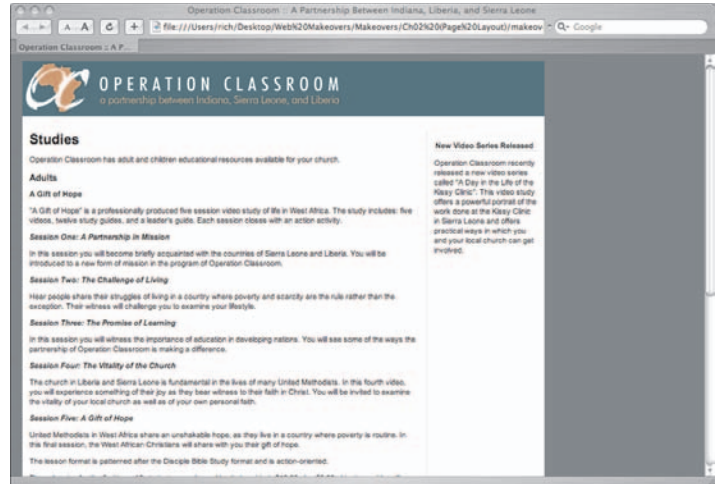 Operation Classroom :: A Partnership Between Indiana, Liberia, and Sierra Leone
A A
file:///Users/rich/Desktop/Web%20Makeovers/Makeovers/Ch02%20(Page%20Layout)/makeov
Q- Google
Operation Classroom :: A P...
OPERATION CLASSROOM
a partnership between Indiana, Sierra Leone, and Liberia
Studies
Operation Classroom has adult and children educational resources available for your church.
Adults
A Gift of Hope
"A Gift of Hope" is a professionally produced five session video study of life in West Africa. The study includes: five
videos, twelve study guides, and a leader's guide. Each session closes with an action activity.
Session One: A Partnership in Mission
In this session you will become briefly acquainted with the countries of Sierra Leone and Liberia. You will be
introduced to a new form of mission in the program of Operation Classroom.
Session Two: The Challenge of Living
Hear people share their struggles of living in a country where poverty and scarcity are the rule rather than the
exception. Their witness will challenge you to examine your lifestyle.
Session Three: The Promise of Learning
In this session you will witness the importance of education in developing nations. You will see some of the ways the
partnership of Operation Classroom is making a difference.
Session Four: The Vitality of the Church
The church in Liberia and Sierra Leone is fundamental in the lives of many United Methodists. In this fourth video,
you will experience something of their joy as they bear witness to their faith in Christ. You will be invited to examine
the vitality of your local church as well as of your own personal faith.
Session Five: A Gift of Hope
United Methodists in West Africa share an unshakable hope, as they live in a country where poverty is routine. In
this final session, the West African Christians will share with you their gift of hope.
The lesson format is patterned after the Disciple Bible Study format and is action-oriented.
New Video Series Released
Operation Classroom recently
released a new video series
called "A Day in the Life of the
Kissy Clinic". This video study
offers a powerful portrait of the
work done at the Kissy Clinic
in Sierra Leone and offers
practical ways in which you
and your local church can get
involved.